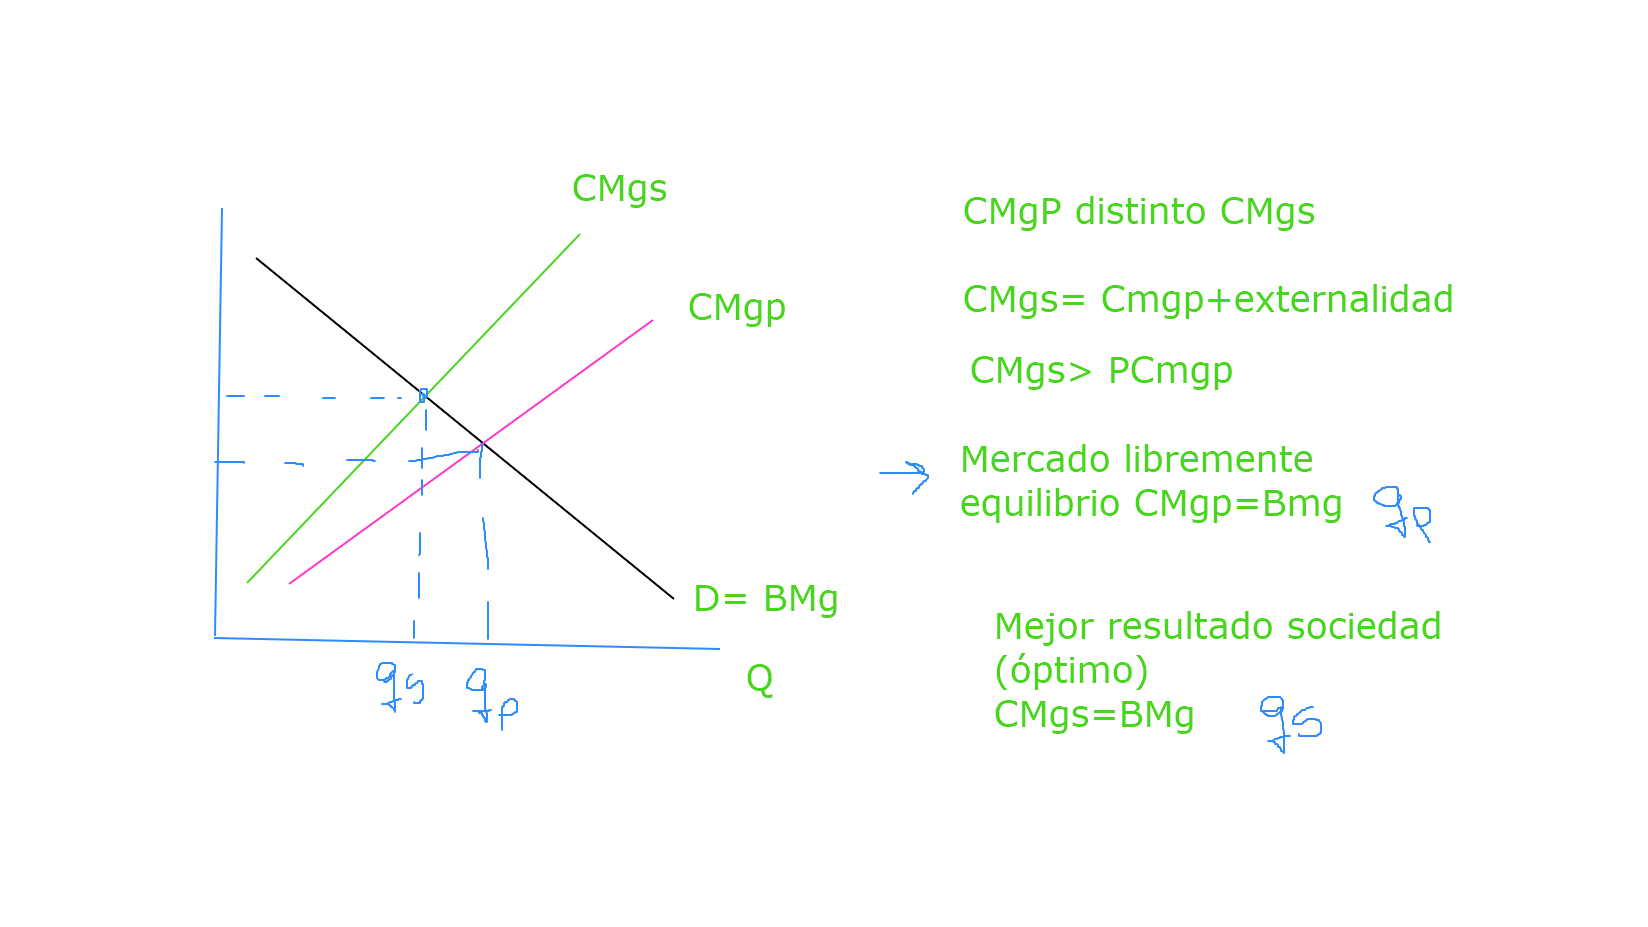 CMgs
CMgp
D= BMg
Q
qs
qp
CMgP distinto CMgs
CMgs= Cmgp+externalidad
CMgs> PCmgp
Mercado libremente
equilibrio CMgp=Bmg qp
Mejor resultado sociedad
(óptimo)
CMgs=BMg qs